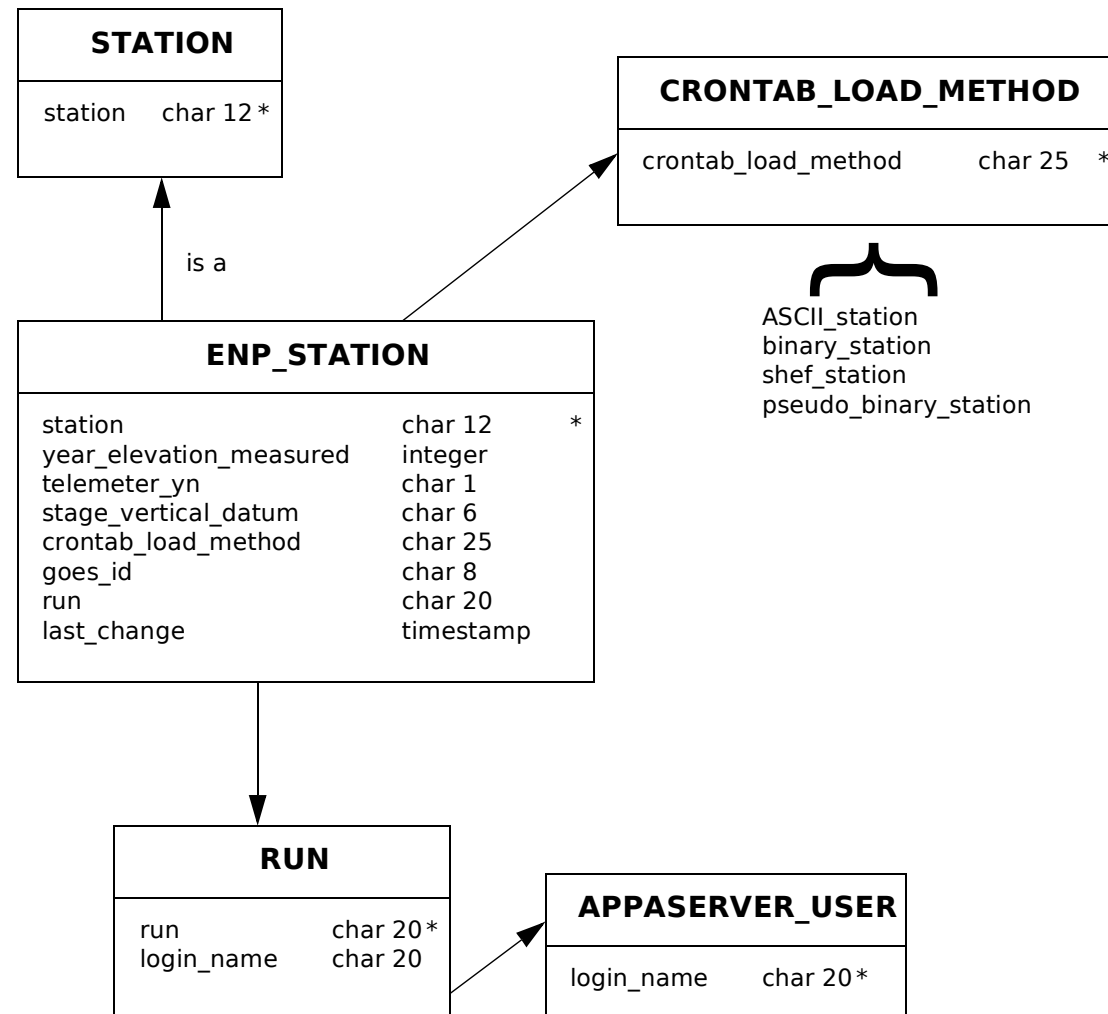 STATION
station char 12 *
is a
CRONTAB_LOAD_METHOD
crontab_load_method char 25 *
ASCII_station
binary_station
shef_station
pseudo_binary_station
ENP_STATION
station char 12 *
year_elevation_measured integer
telemeter_yn char 1
stage_vertical_datum char 6
crontab_load_method char 25
goes_id char 8
run char 20
last_change timestamp
RUN
run char 20 *
login_name char 20
APPASERVER_USER
login_name char 20 *